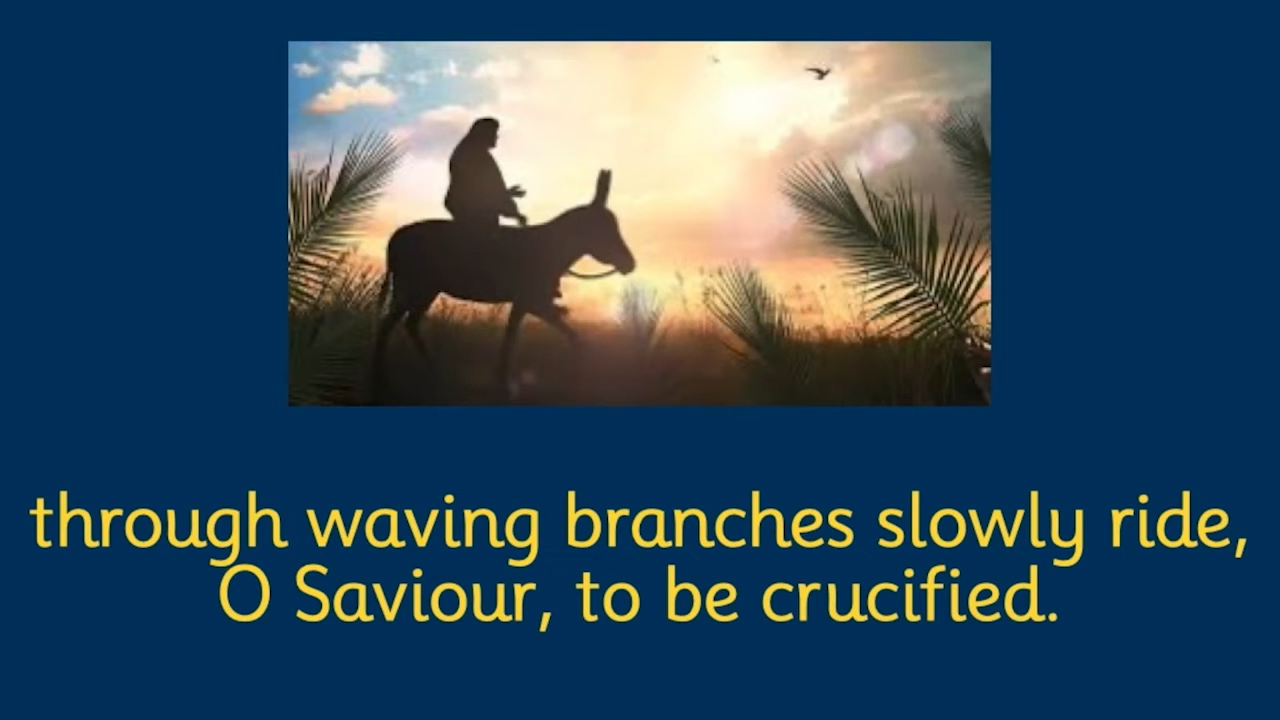 through waving branches slowly ride,
O Saviour, to be crucified.